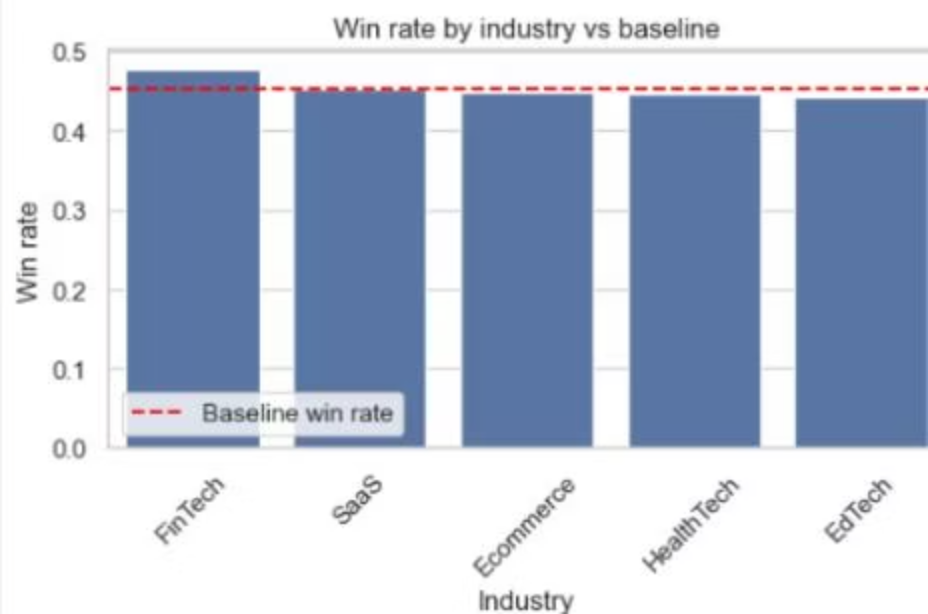 Win rate by industry vs baseline
0.5
0.4
0.3
0.2
0.1
0.0
Win rate
Baseline win rate
FinTech
SaaS
Ecommerce
HealthTech
EdTech
Industry